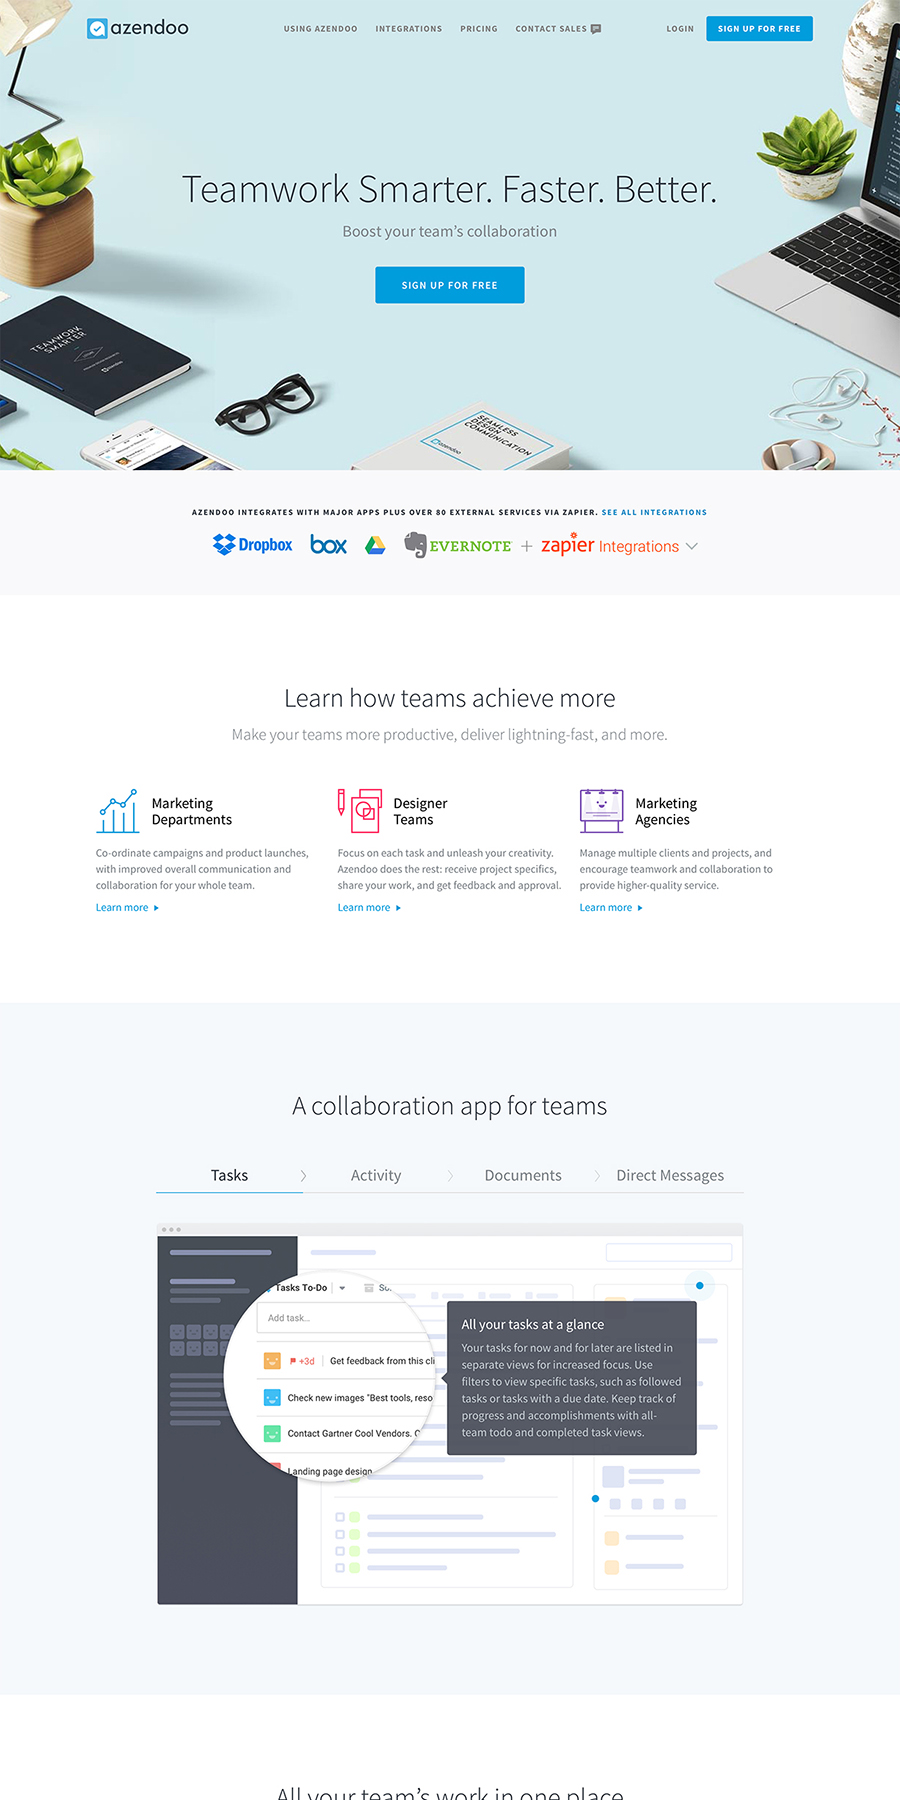 azendoo
USING AZENDOO INTEGRATIONS PRICING CONTACT SALES LOGIN SIGN UP FOR FREE
Teamwork Smarter. Faster. Better.
Boost your team's collaboration
SIGN UP FOR FREE
TEAMWORK
SMARTER
azendoo
SEAMLESS
DESIGN
COMMUNICATION
azendoo
AZENDOO INTEGRATES WITH MAJOR APPS PLUS OVER 80 EXTERNAL SERVICES VIA ZAPIER. SEE ALL INTEGRATIONS
Dropbox box EVERNOTE + zapier Integrations
Learn how teams achieve more
Make your teams more productive, deliver lightning-fast, and more.
Marketing
Departments
Co-ordinate campaigns and product launches,
with improved overall communication and
collaboration for your whole team.
Learn more
Designer
Teams
Focus on each task and unleash your creativity.
Azendoo does the rest: receive project specifics,
share your work, and get feedback and approval.
Learn more
Marketing
Agencies
Manage multiple clients and projects, and
encourage teamwork and collaboration to
provide higher-quality service.
Learn more
A collaboration app for teams
Tasks Activity Documents Direct Messages
Tasks To-Do
Add task...
+3d Get feedback from this cli
Check new images "Best tools, reso
Contact Gartner Cool Vendors.
Landing page design
All your tasks at a glance
Your tasks for now and for later are listed in
separate views for increased focus. Use
filters to view specific tasks, such as followed
tasks or tasks with a due date. Keep track of
progress and accomplishments with all-
team todo and completed task views.
All your team's work in one place